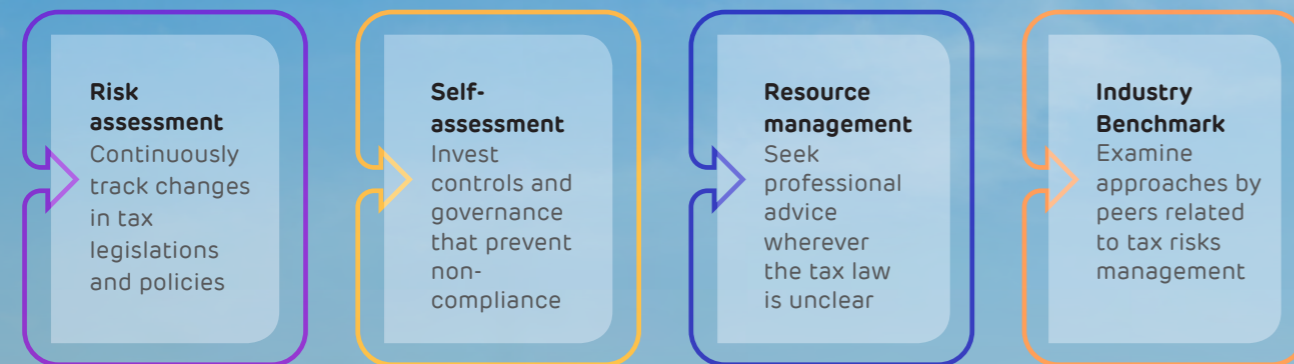 Risk
assessment
Continuously
track changes
in tax
legislations
and policies
Self-
assessment
Invest
controls and
governance
that prevent
non-
compliance
Resource
management
Seek
professional
advice
wherever
the tax law
is unclear
Industry
Benchmark
Examine
approaches by
peers related
to tax risks
management